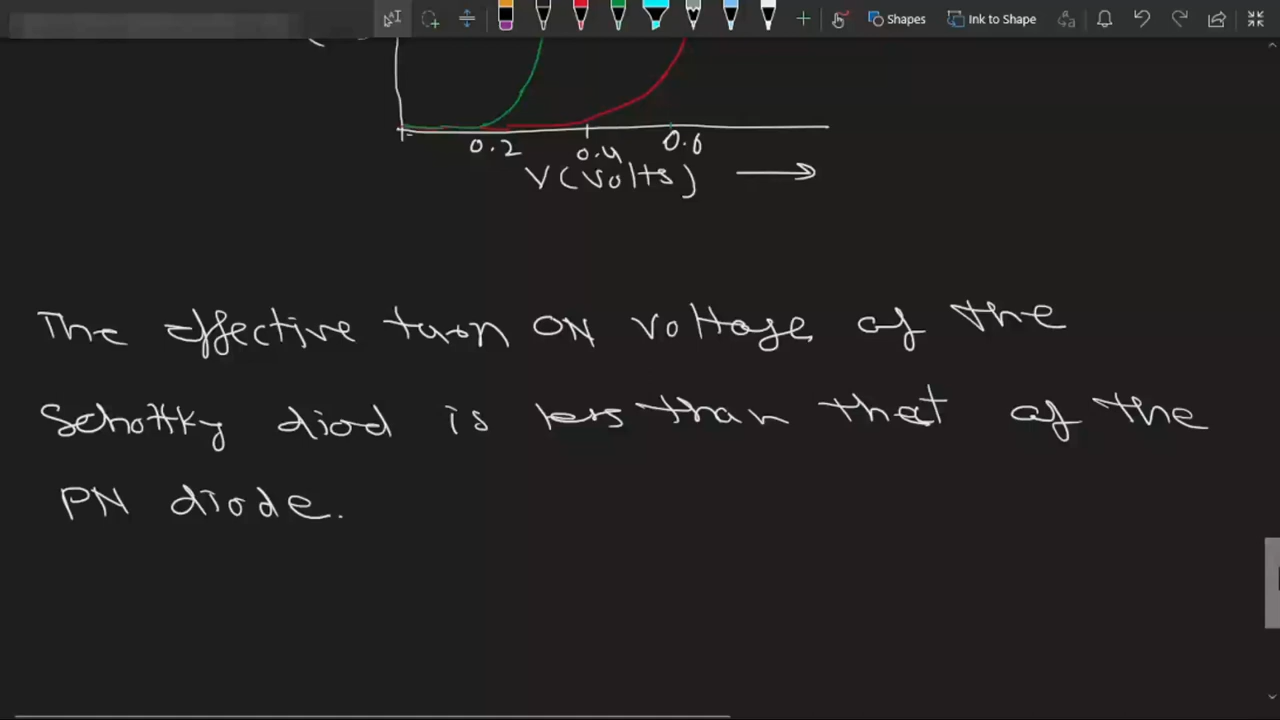 Shapes Ink to Shape
0.2 0.4 0.6
V (volts)
The effective turn ON voltage of the
Schottky diod is less than that of the
PN diode.